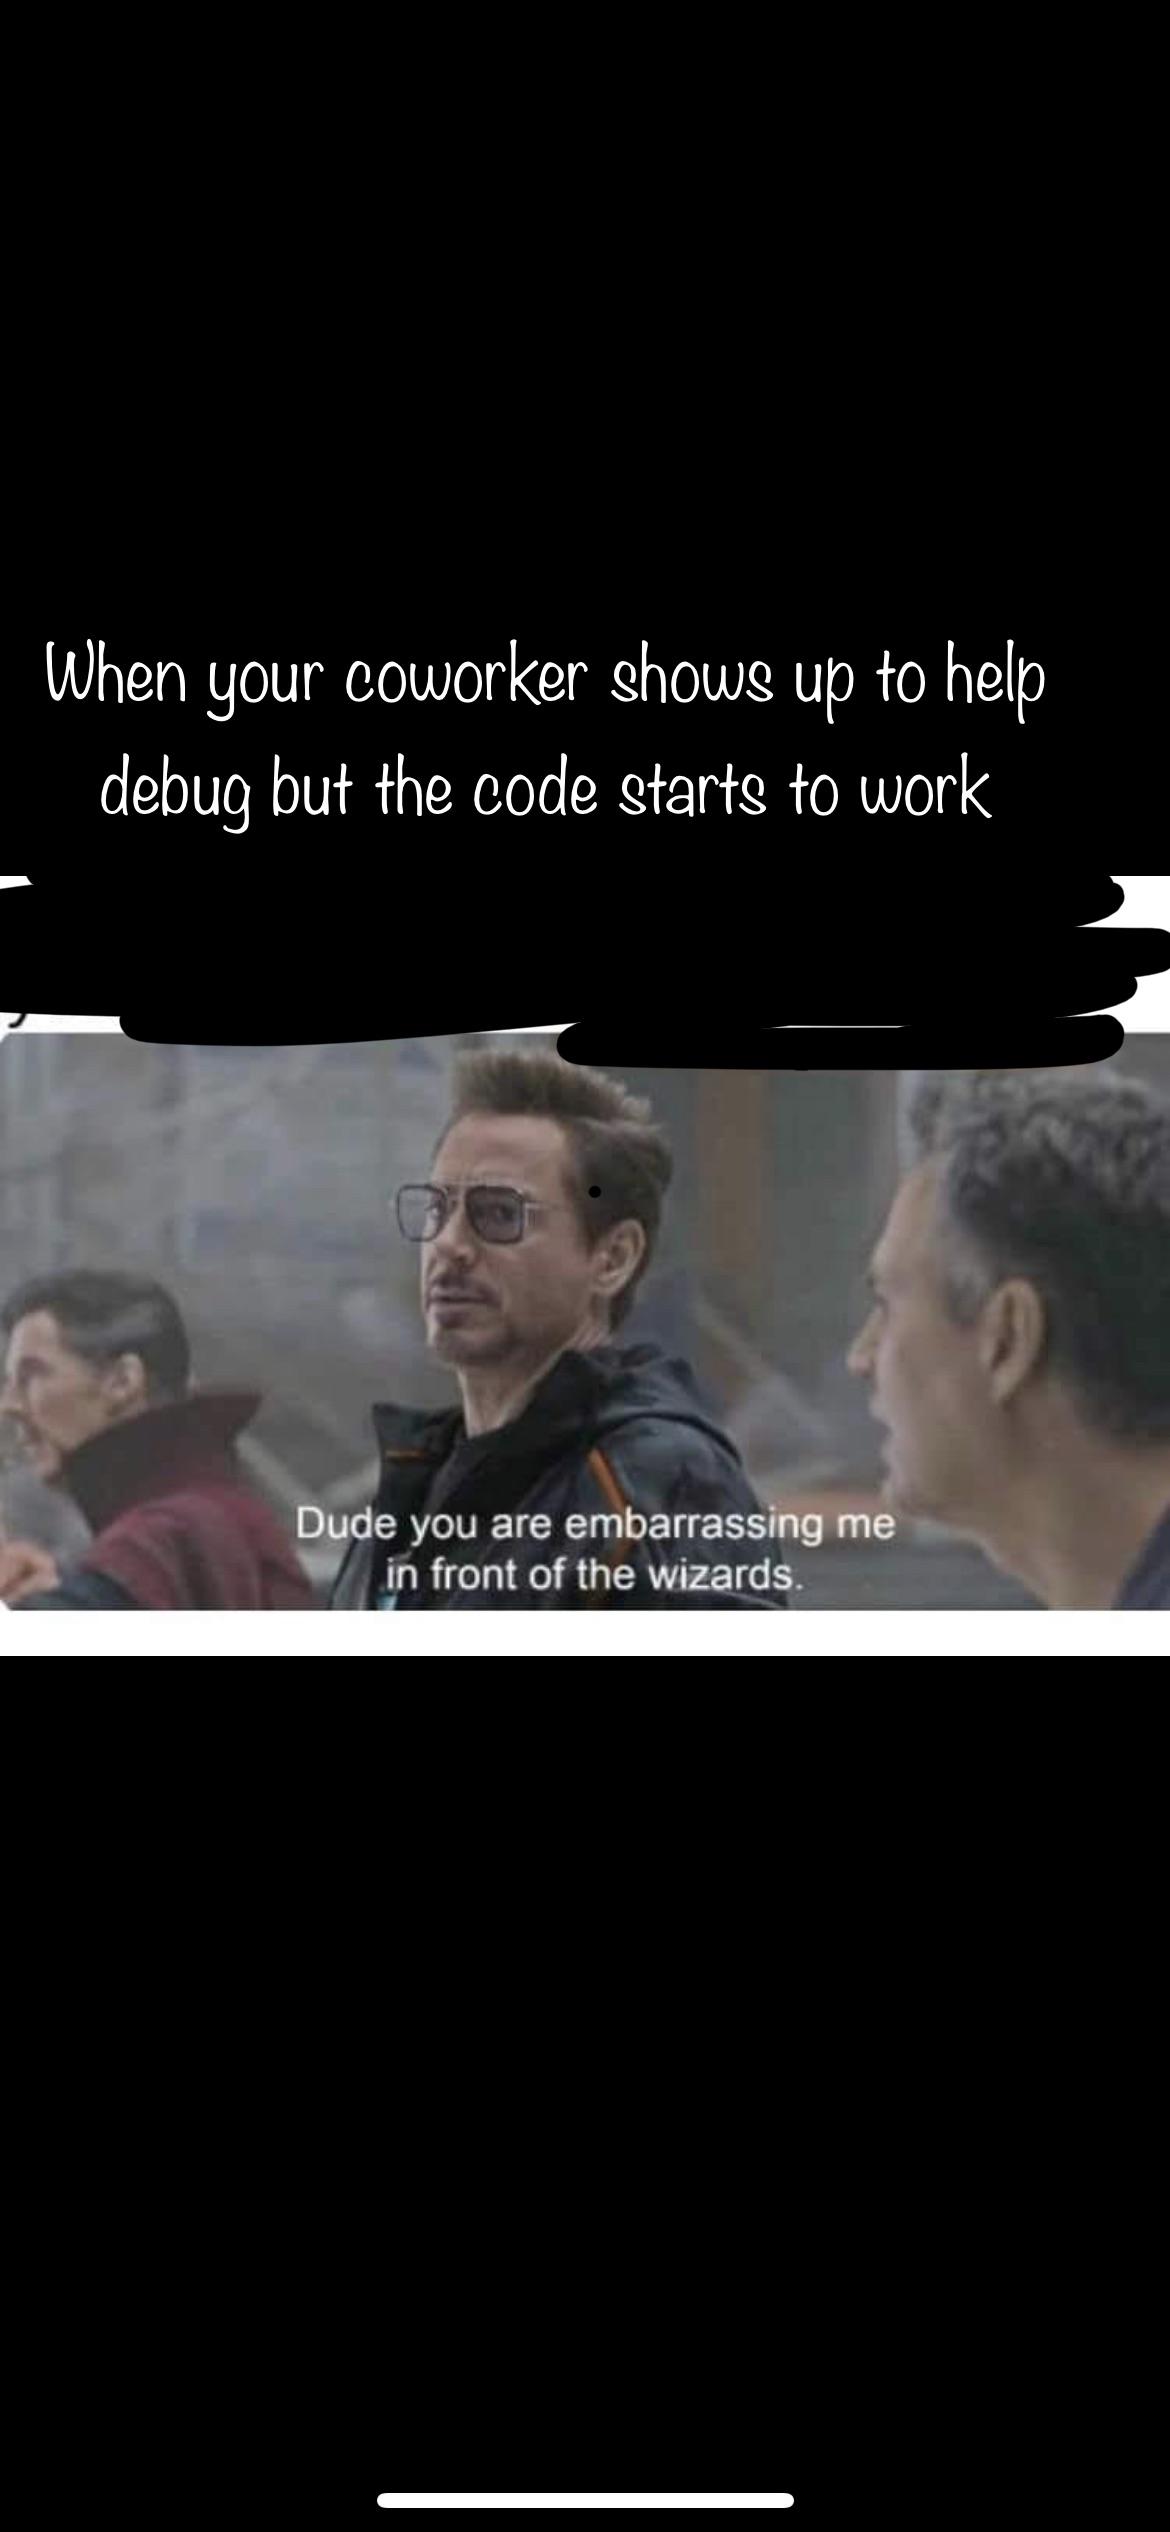 When your coworker shows up to help
debug but the code starts to work
Dude you are embarrassing me
in front of the wizards.